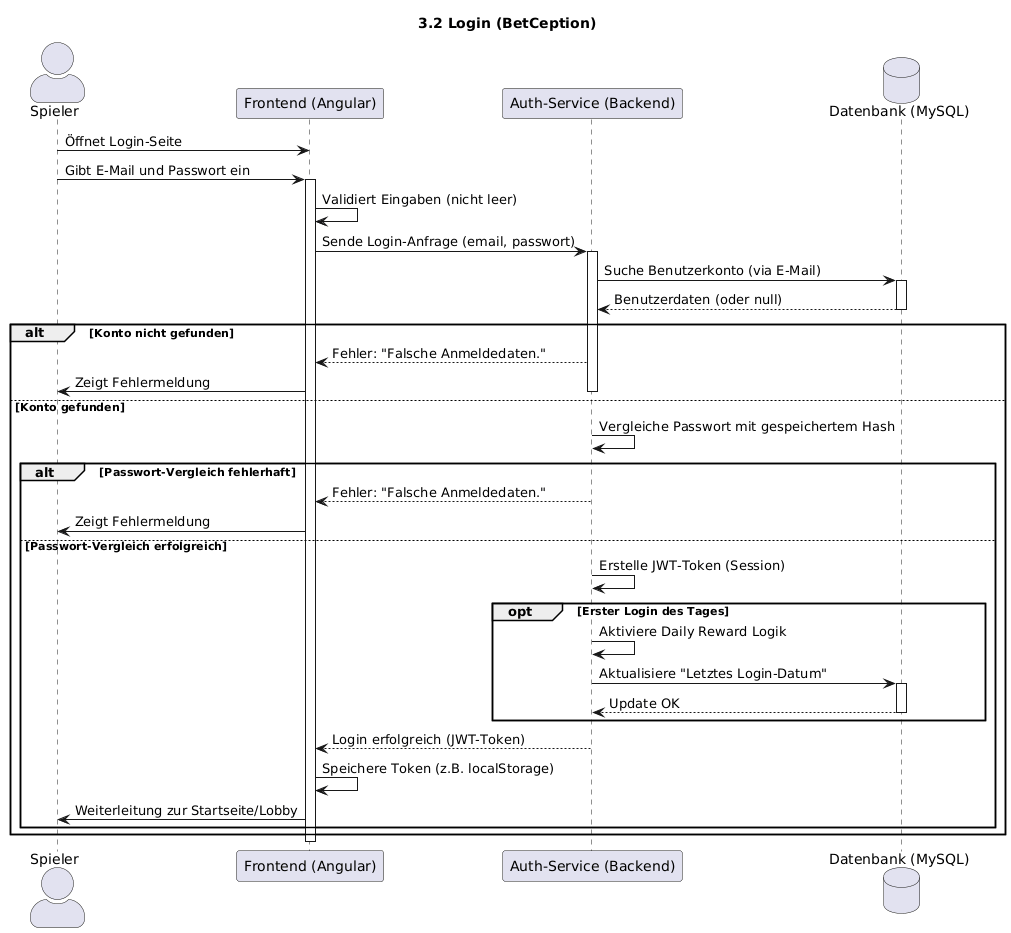 3.2 Login (BetCeption)
Spieler
Frontend (Angular)
Auth-Service (Backend)
Datenbank (MySQL)
Öffnet Login-Seite
Gibt E-Mail und Passwort ein
Validiert Eingaben (nicht leer)
Sende Login-Anfrage (email, passwort)
Suche Benutzerkonto (via E-Mail)
Benutzerdaten (oder null)
alt [Konto nicht gefunden]
Fehler: "Falsche Anmeldedaten."
Zeigt Fehlermeldung
[Konto gefunden]
Vergleiche Passwort mit gespeichertem Hash
alt [Passwort-Vergleich fehlerhaft]
Fehler: "Falsche Anmeldedaten."
Zeigt Fehlermeldung
[Passwort-Vergleich erfolgreich]
Erstelle JWT-Token (Session)
opt [Erster Login des Tages]
Aktiviere Daily Reward Logik
Aktualisiere "Letztes Login-Datum"
Update OK
Login erfolgreich (JWT-Token)
Speichere Token (z.B. localStorage)
Weiterleitung zur Startseite/Lobby
Spieler
Frontend (Angular)
Auth-Service (Backend)
Datenbank (MySQL)